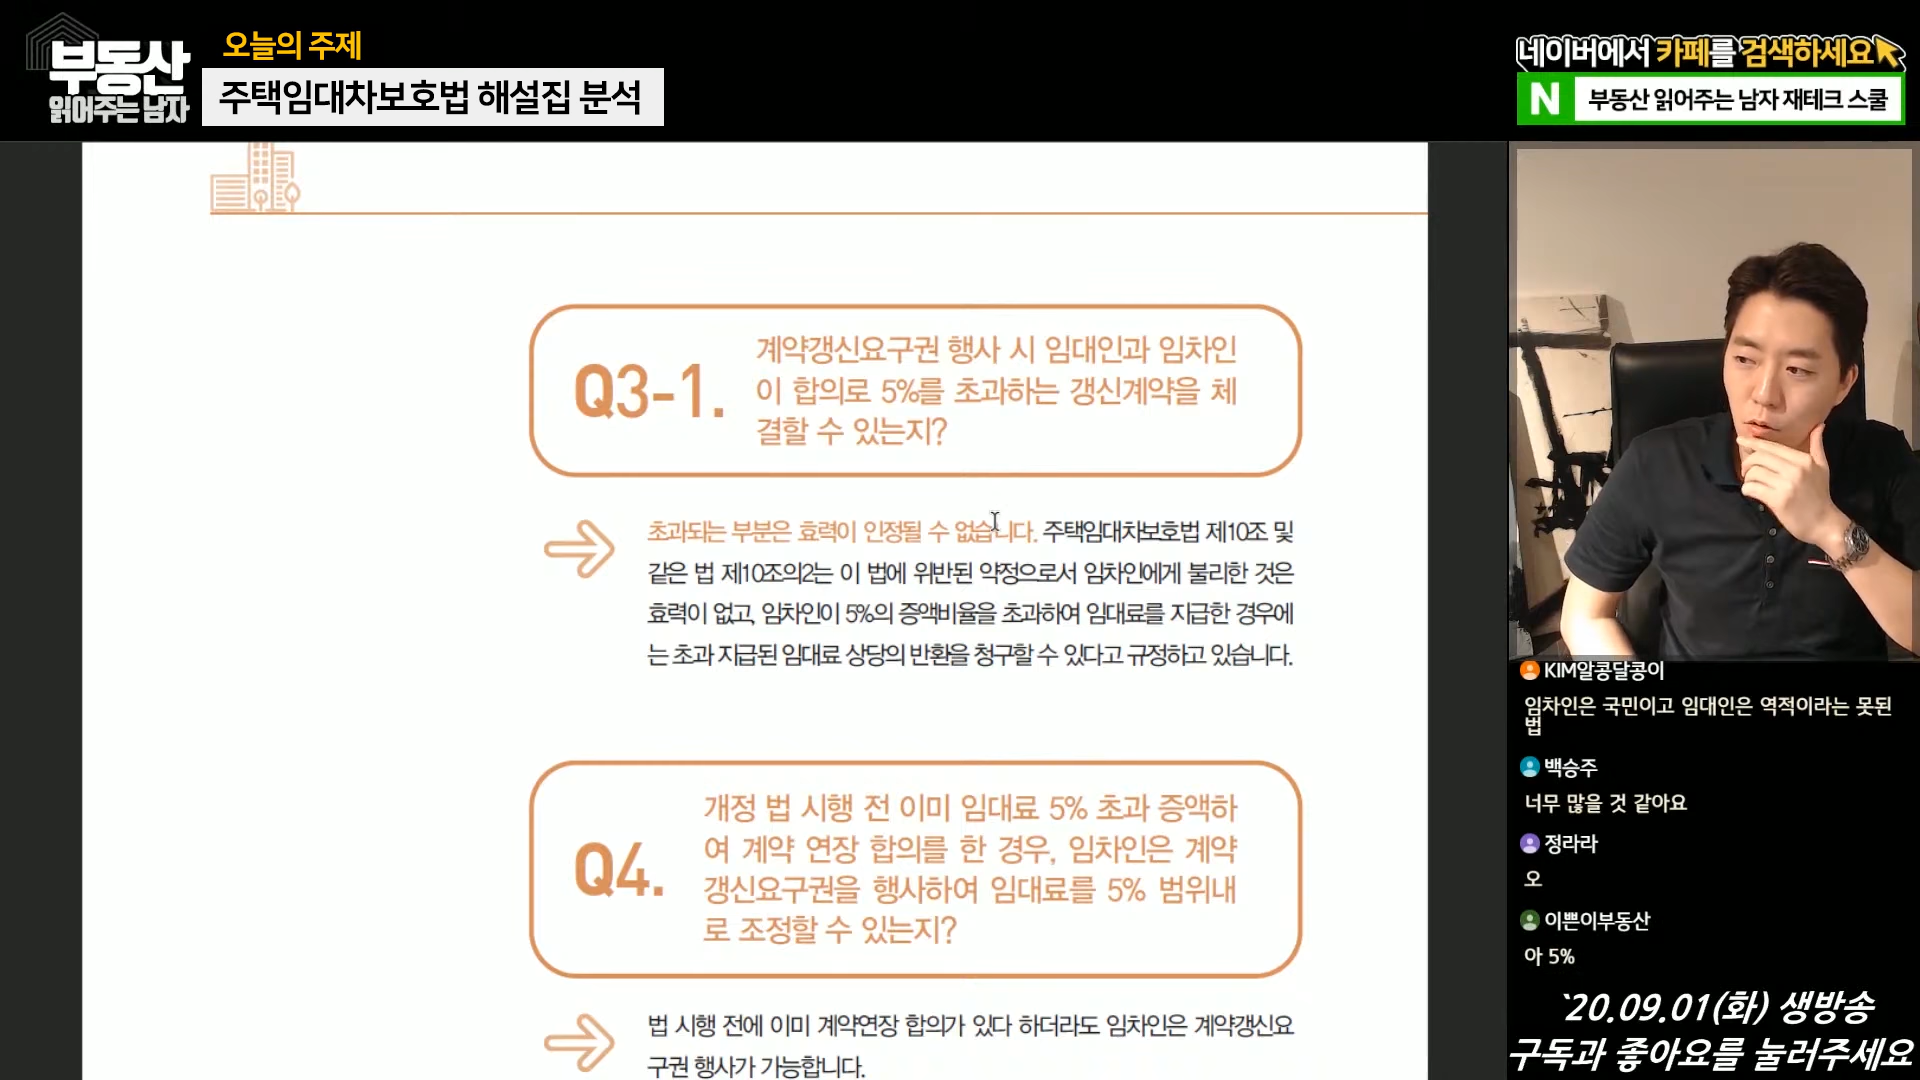 부동산
읽어주는 남자
오늘의 주제
주택임대차보호법 해설집 분석
네이버에서 카페를 검색하세요
N 부동산 읽어주는 남자 재테크 스쿨
Q3-1.
계약갱신요구권 행사 시 임대인과 임차인
이 합의로 5%를 초과하는 갱신계약을 체
결할 수 있는지?
초과되는 부분은 효력이 인정될 수 없습니다. 주택임대차보호법 제10조 및
같은 법 제10조의2는 이 법에 위반된 약정으로서 임차인에게 불리한 것은
효력이 없고, 임차인이 5%의 증액비율을 초과하여 임대료를 지급한 경우에
는 초과 지급된 임대료 상당의 반환을 청구할 수 있다고 규정하고 있습니다.
Q4.
개정 법 시행 전 이미 임대료 5% 초과 증액하
여 계약 연장 합의를 한 경우, 임차인은 계약
갱신요구권을 행사하여 임대료를 5% 범위내
로 조정할 수 있는지?
법 시행 전에 이미 계약연장 합의가 있다 하더라도 임차인은 계약갱신요
구권 행사가 가능합니다.
KIM알콩달콩이
임차인은 국민이고 임대인은 역적이라는 못된
법
백승주
너무 많을 것 같아요
정라라
오
이쁜이부동산
아 5%
`20.09.01(화) 생방송
구독과 좋아요를 눌러주세요